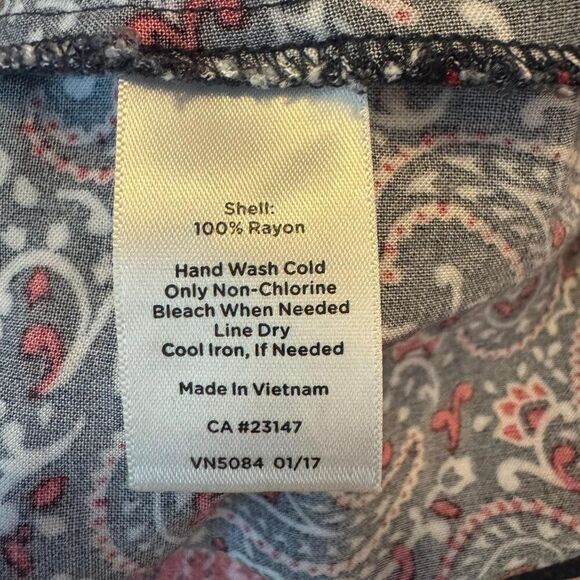 Shell:
100% Rayon
Hand Wash Cold
Only Non-Chlorine
Bleach When Needed
Line Dry
Cool Iron, If Needed
Made In Vietnam
CA #23147
VN5084 01/17